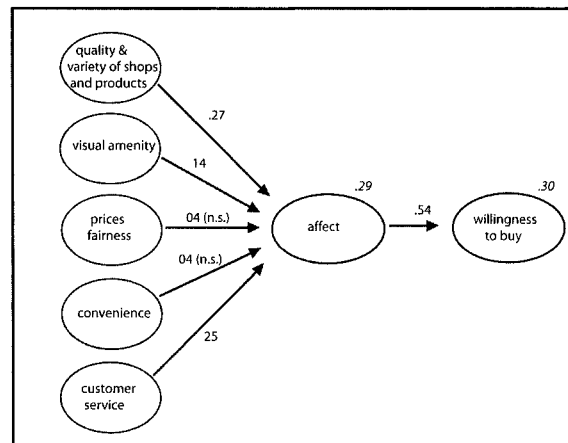 quality &
variety of shops
and products
.27
visual amenity
14
prices
fairness
04 (n.s.)
04 (n.s.)
convenience
25
customer
service
.29
affect
.54
.30
willingness
to buy